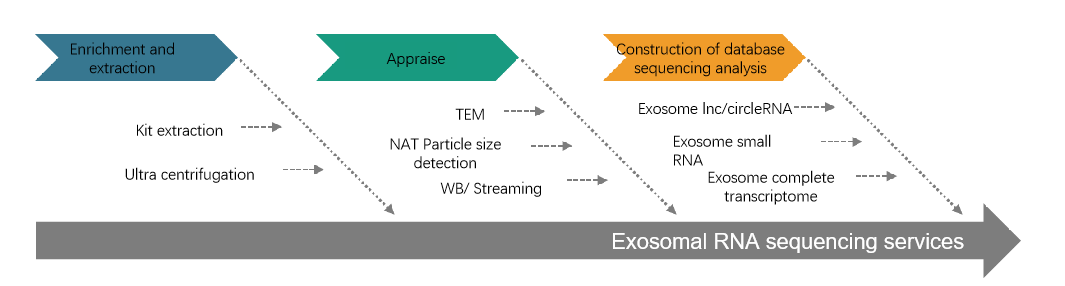 Enrichment and
extraction
Appraise
Construction of database
sequencing analysis
Kit extraction
Ultra centrifugation
TEM
NAT Particle size
detection
WB/ Streaming
Exosome lnc/circleRNA
Exosome small
RNA
Exosome complete
transcriptome
Exosomal RNA sequencing services